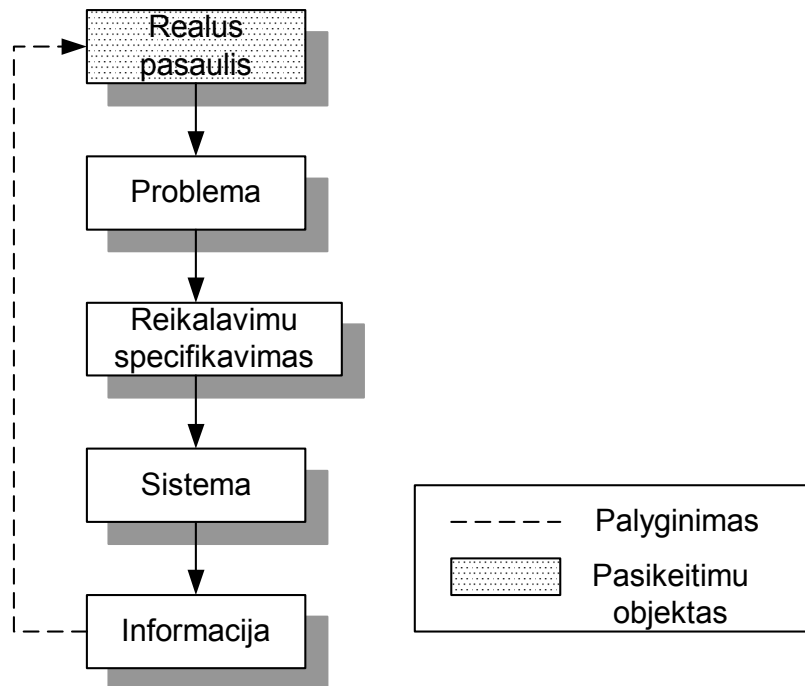 Realus
pasaulis
Problema
Reikalavimu
specifikavimas
Sistema
Informacija
Palyginimas
Pasikeitimu
objektas